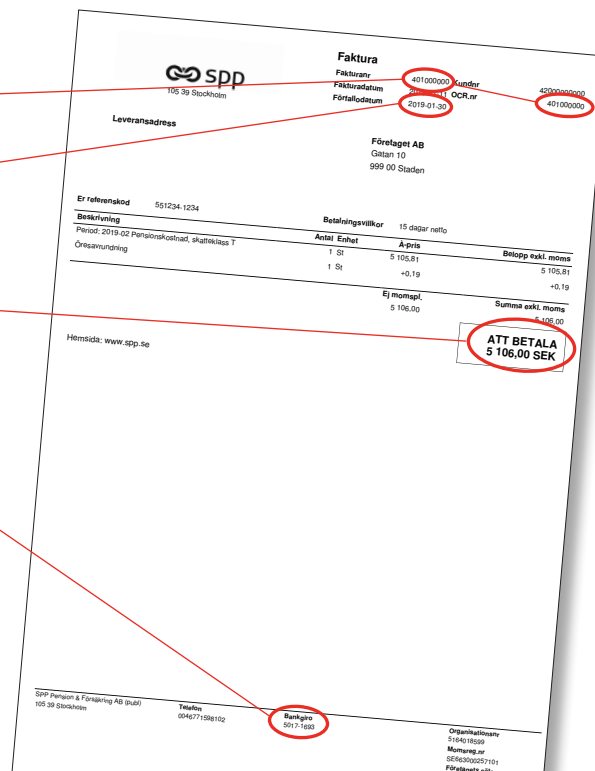 spp
105 39 Stockholm
Faktura
Fakturanr 401000000 Kundnr 42000000000
Fakturadatum 11 OCR.nr 401000000
Förfallodatum 2019-01-30
Leveransadress
Företaget AB
Gatan 10
999 00 Staden
Er referenskod 551234-1234 Betalningsvillkor 15 dagar netto
Beskrivning Antal Enhet À-pris Belopp exkl. moms
Period: 2019-02 Pensionskostnad, skatteklass T 1 St 5 105,81 5 105,81
Öresavrundning 1 St +0,19 +0,19
Ej momspl. Summa exkl. moms
5 106,00 5 106,00
Hemsida: www.spp.se
ATT BETALA
5 106,00 SEK
SPP Pension & Försäkring AB (publ) Telefon Bankgiro Organisationsnr
105 39 Stockholm 0046771598102 5017-1693 5164018599
Momsreg.nr
SE663000257101
Företagets